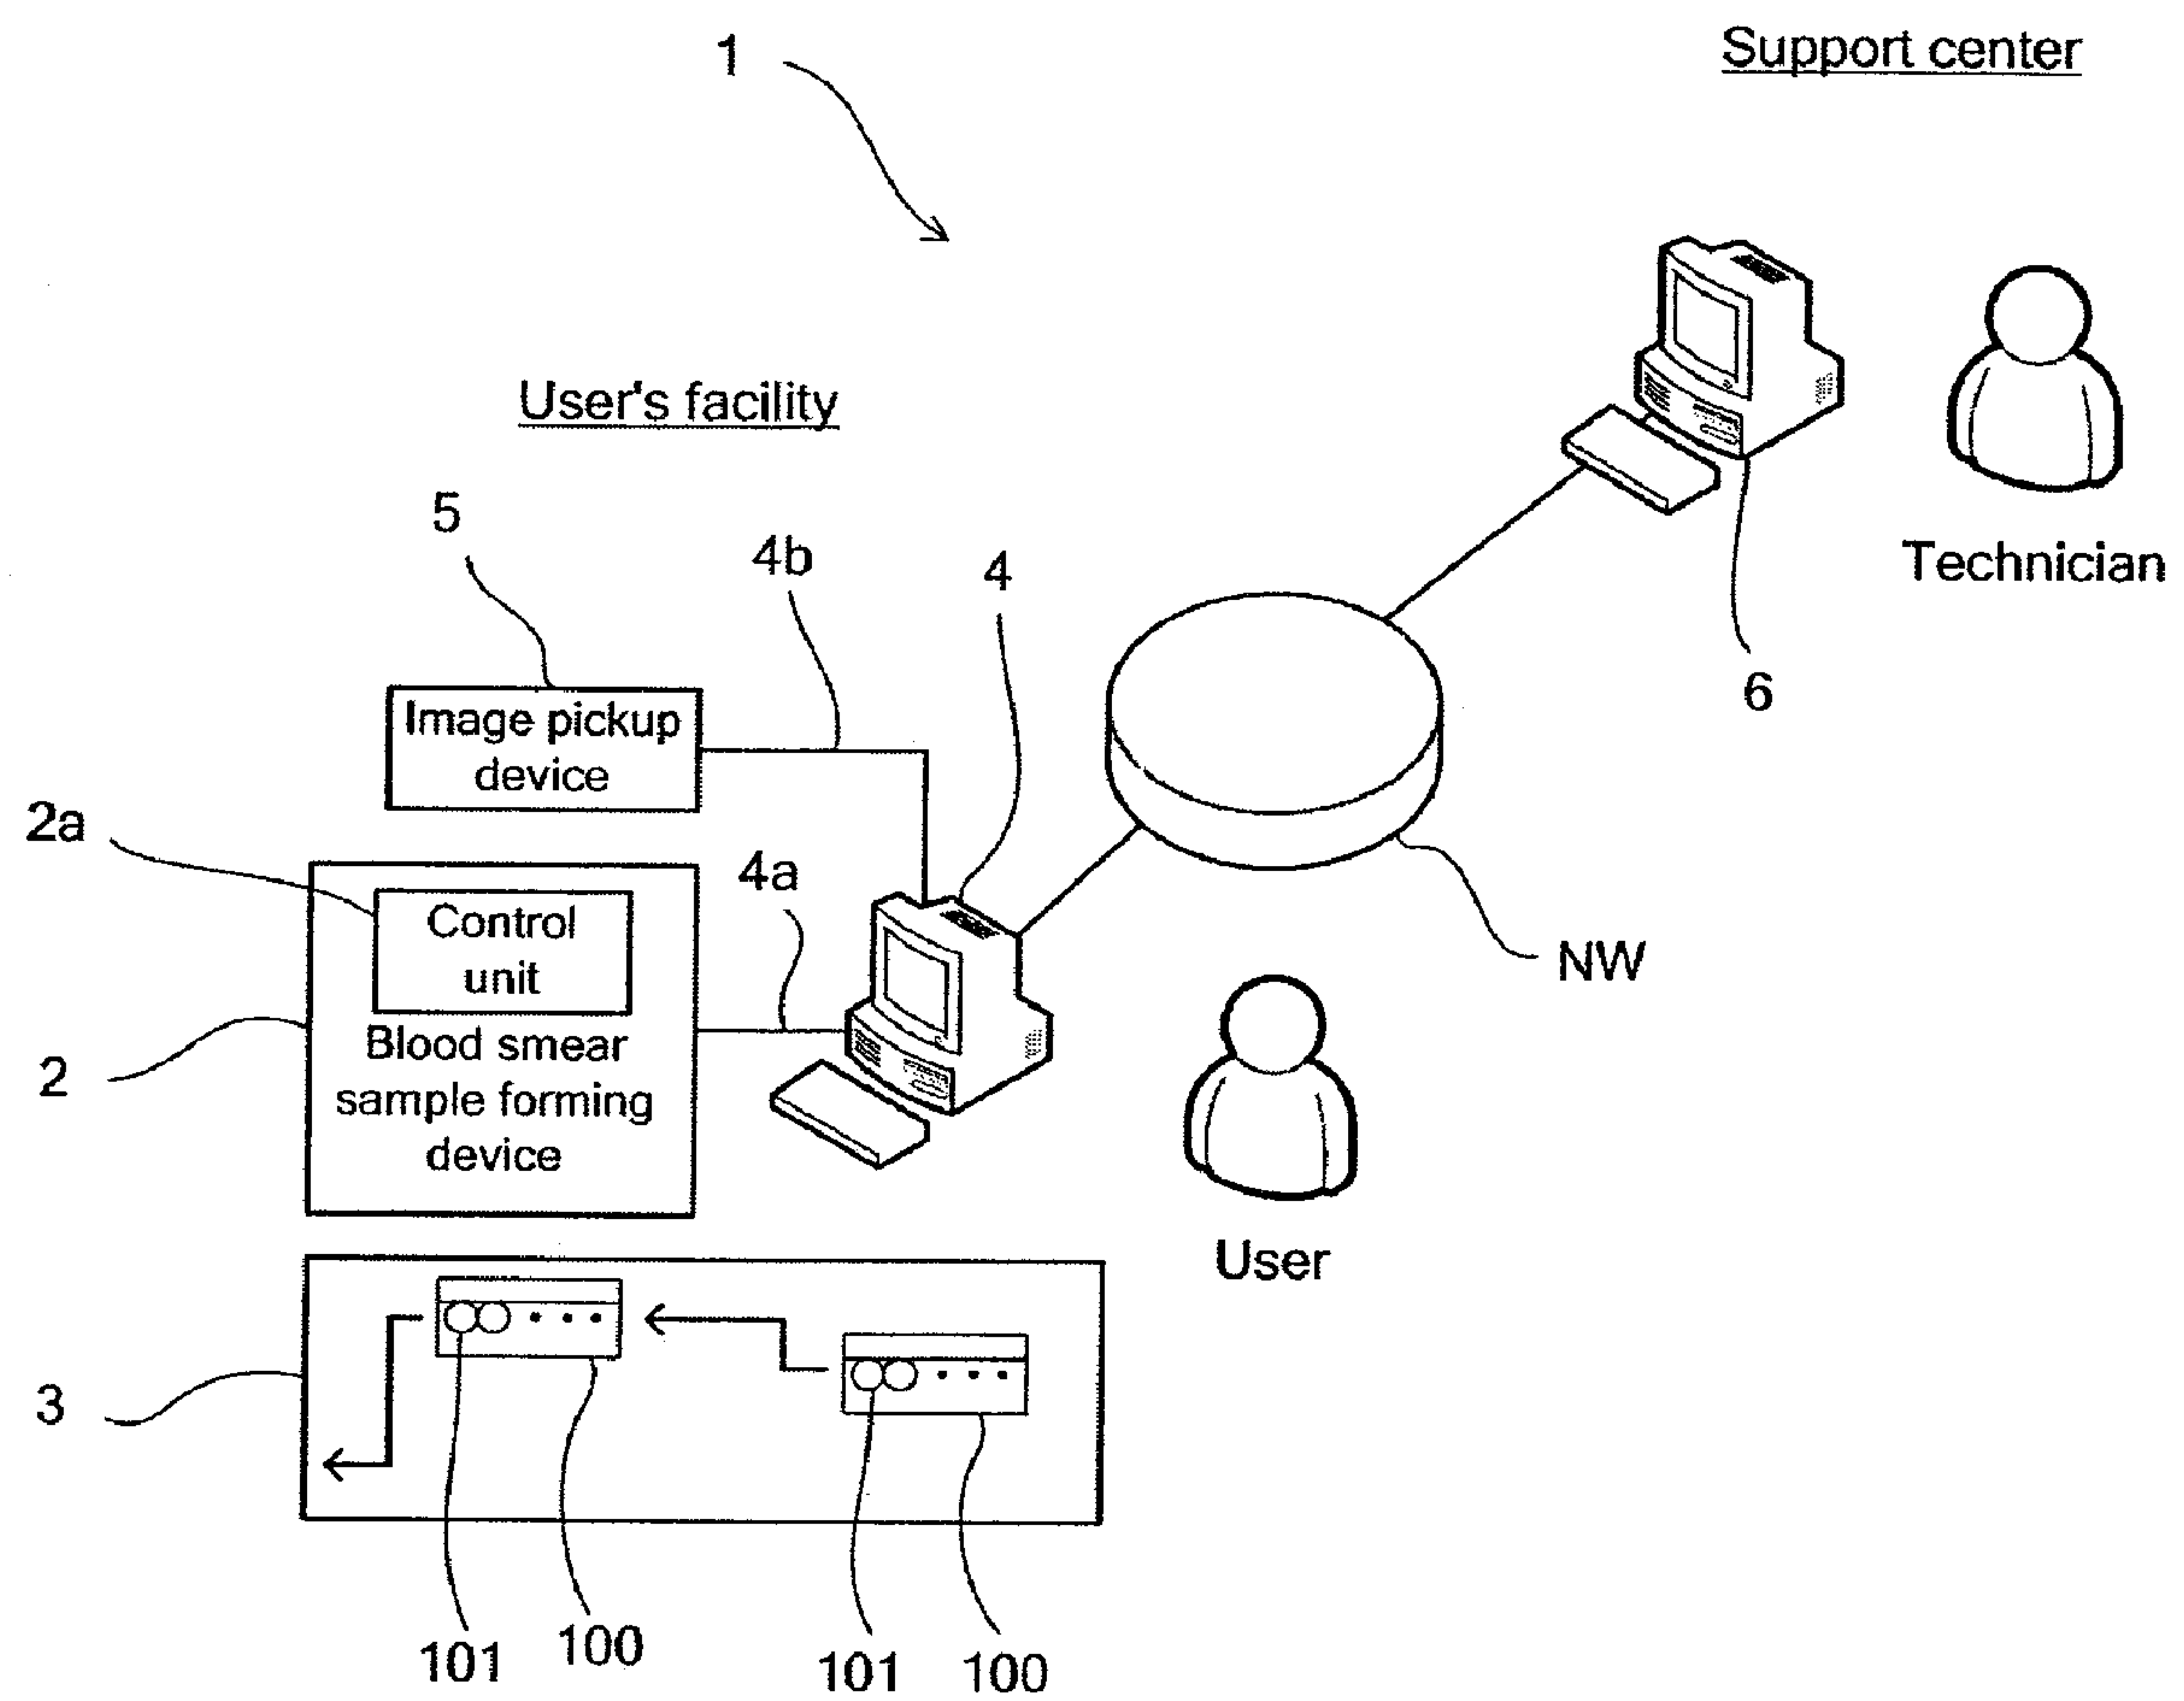 1
Support center
User's facility
5
4b
4
Technician
6
Image pickup
device
2a
4a
Control
unit
NW
2
Blood smear
sample forming
device
User
3
101
100
101
100